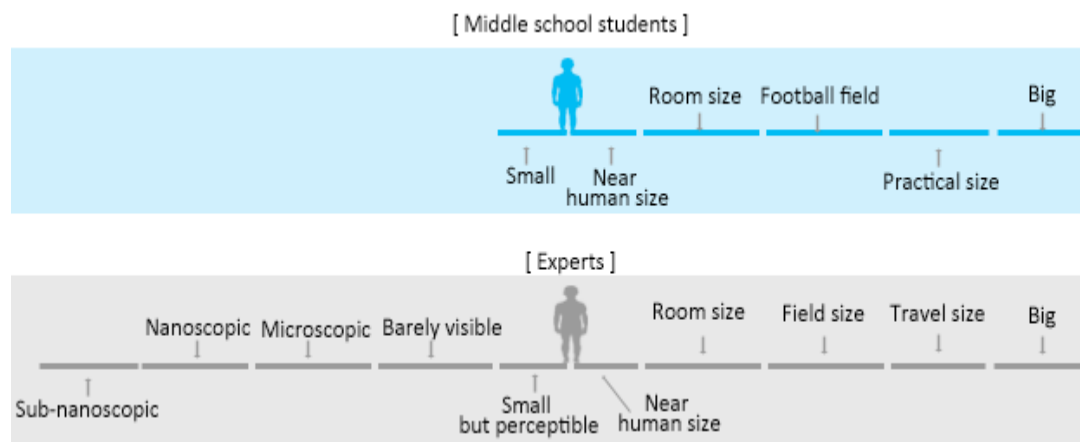 [ Middle school students ]
Room size
Football field
Big
Small
Near
human size
Practical size
[ Experts ]
Nanoscopic
Microscopic
Barely visible
Room size
Field size
Travel size
Big
Sub-nanoscopic
Small
but perceptible
Near
human size